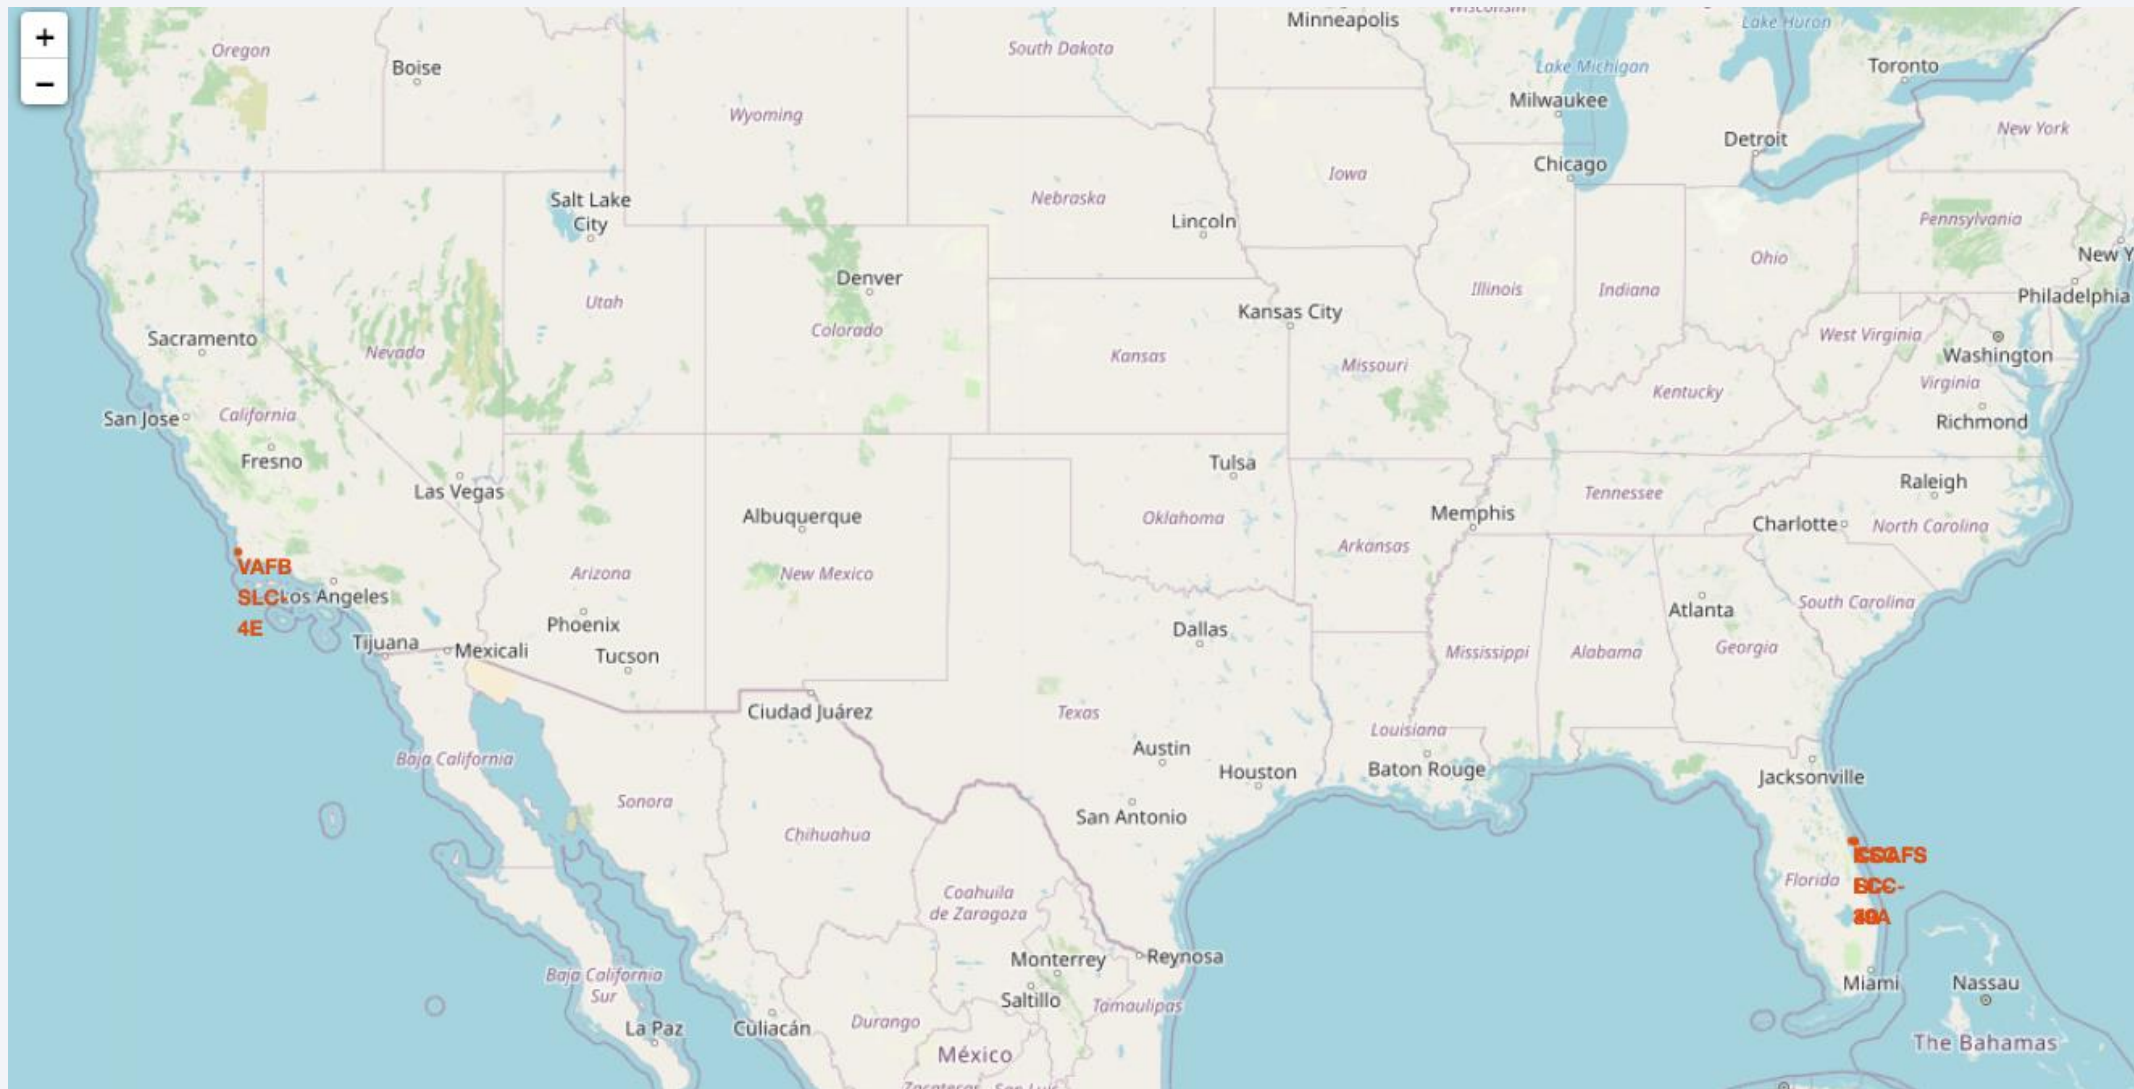 +
−
Oregon
Boise
South Dakota
Minneapolis
Wisconsin
Lake Huron
Lake Michigan
Toronto
Wyoming
Milwaukee
New York
Detroit
Chicago
Iowa
Salt Lake
City
Nebraska
Lincoln
Pennsylvania
New Y
Ohio
Denver
Utah
Illinois
Indiana
Philadelphia
Kansas City
Colorado
Sacramento
Nevada
Kansas
Missouri
West Virginia
Washington
Virginia
Kentucky
San Jose
California
Richmond
Fresno
Las Vegas
Tulsa
Raleigh
Tennessee
Albuquerque
Oklahoma
Memphis
Charlotte
North Carolina
Arkansas
VAFB
SLC-
4E
Los Angeles
Arizona
New Mexico
Atlanta
South Carolina
Phoenix
Dallas
Tijuana
Mexicali
Tucson
Mississippi
Alabama
Georgia
Ciudad Juárez
Texas
Louisiana
Austin
Baja California
Houston
Baton Rouge
Jacksonville
Sonora
San Antonio
Chihuahua
Florida
Coahuila
de Zaragoza
Monterrey
Reynosa
Baja California
Sur
Saltillo
Tamaulipas
Miami
Nassau
La Paz
Culiacán
Durango
México
The Bahamas